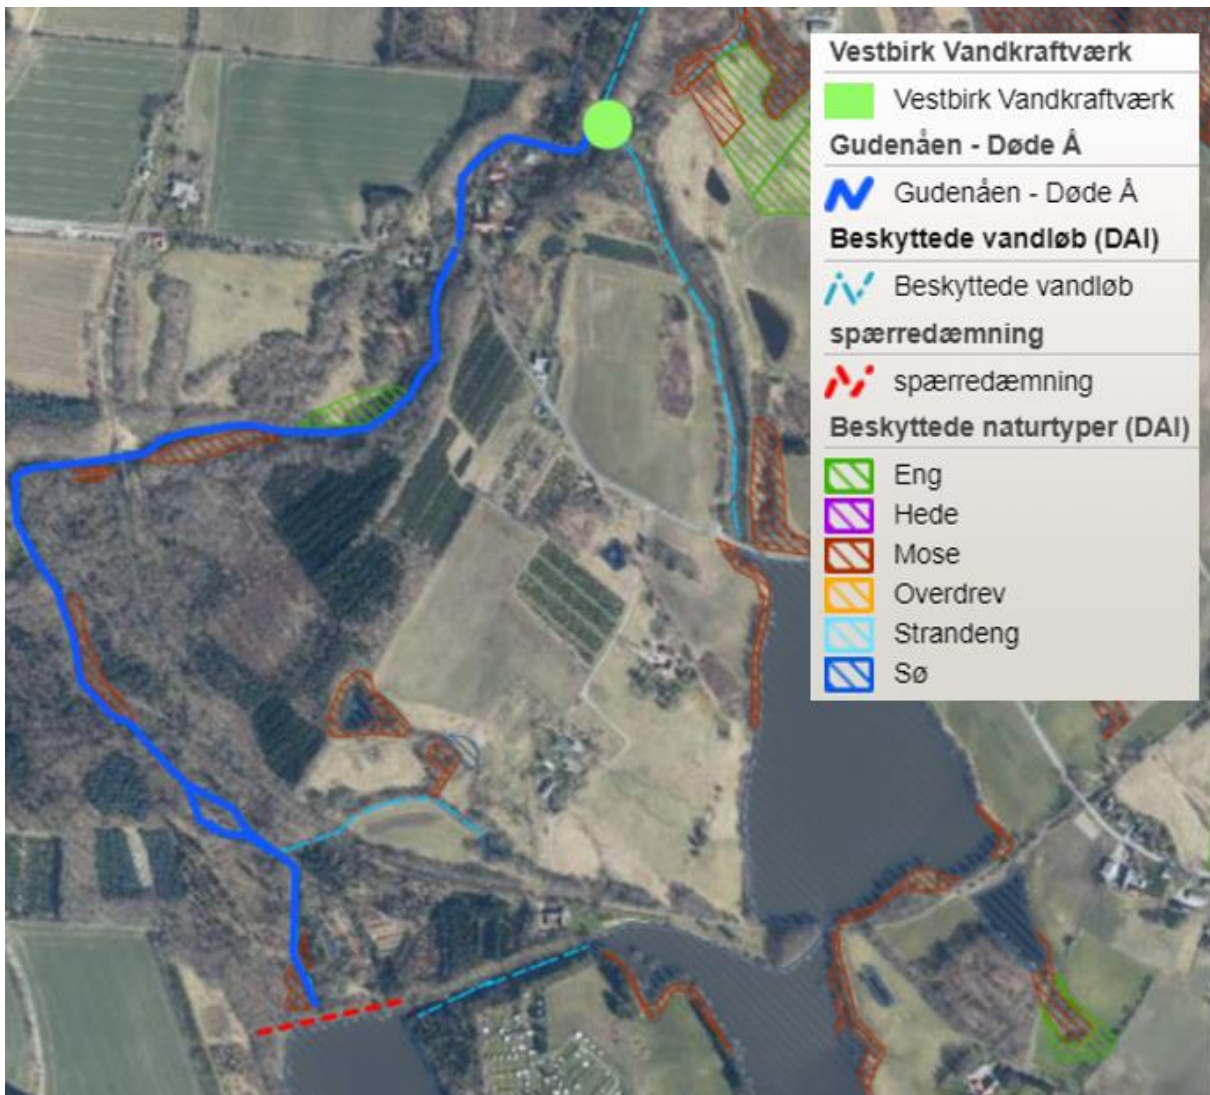 Vestbirk Vandkraftværk
Vestbirk Vandkraftværk
Gudenåen - Døde Å
Gudenåen - Døde Å
Beskyttede vandløb (DAI)
Beskyttede vandløb
spærredæmning
spærredæmning
Beskyttede naturtyper (DAI)
Eng
Hede
Mose
Overdrev
Strandeng
Sø